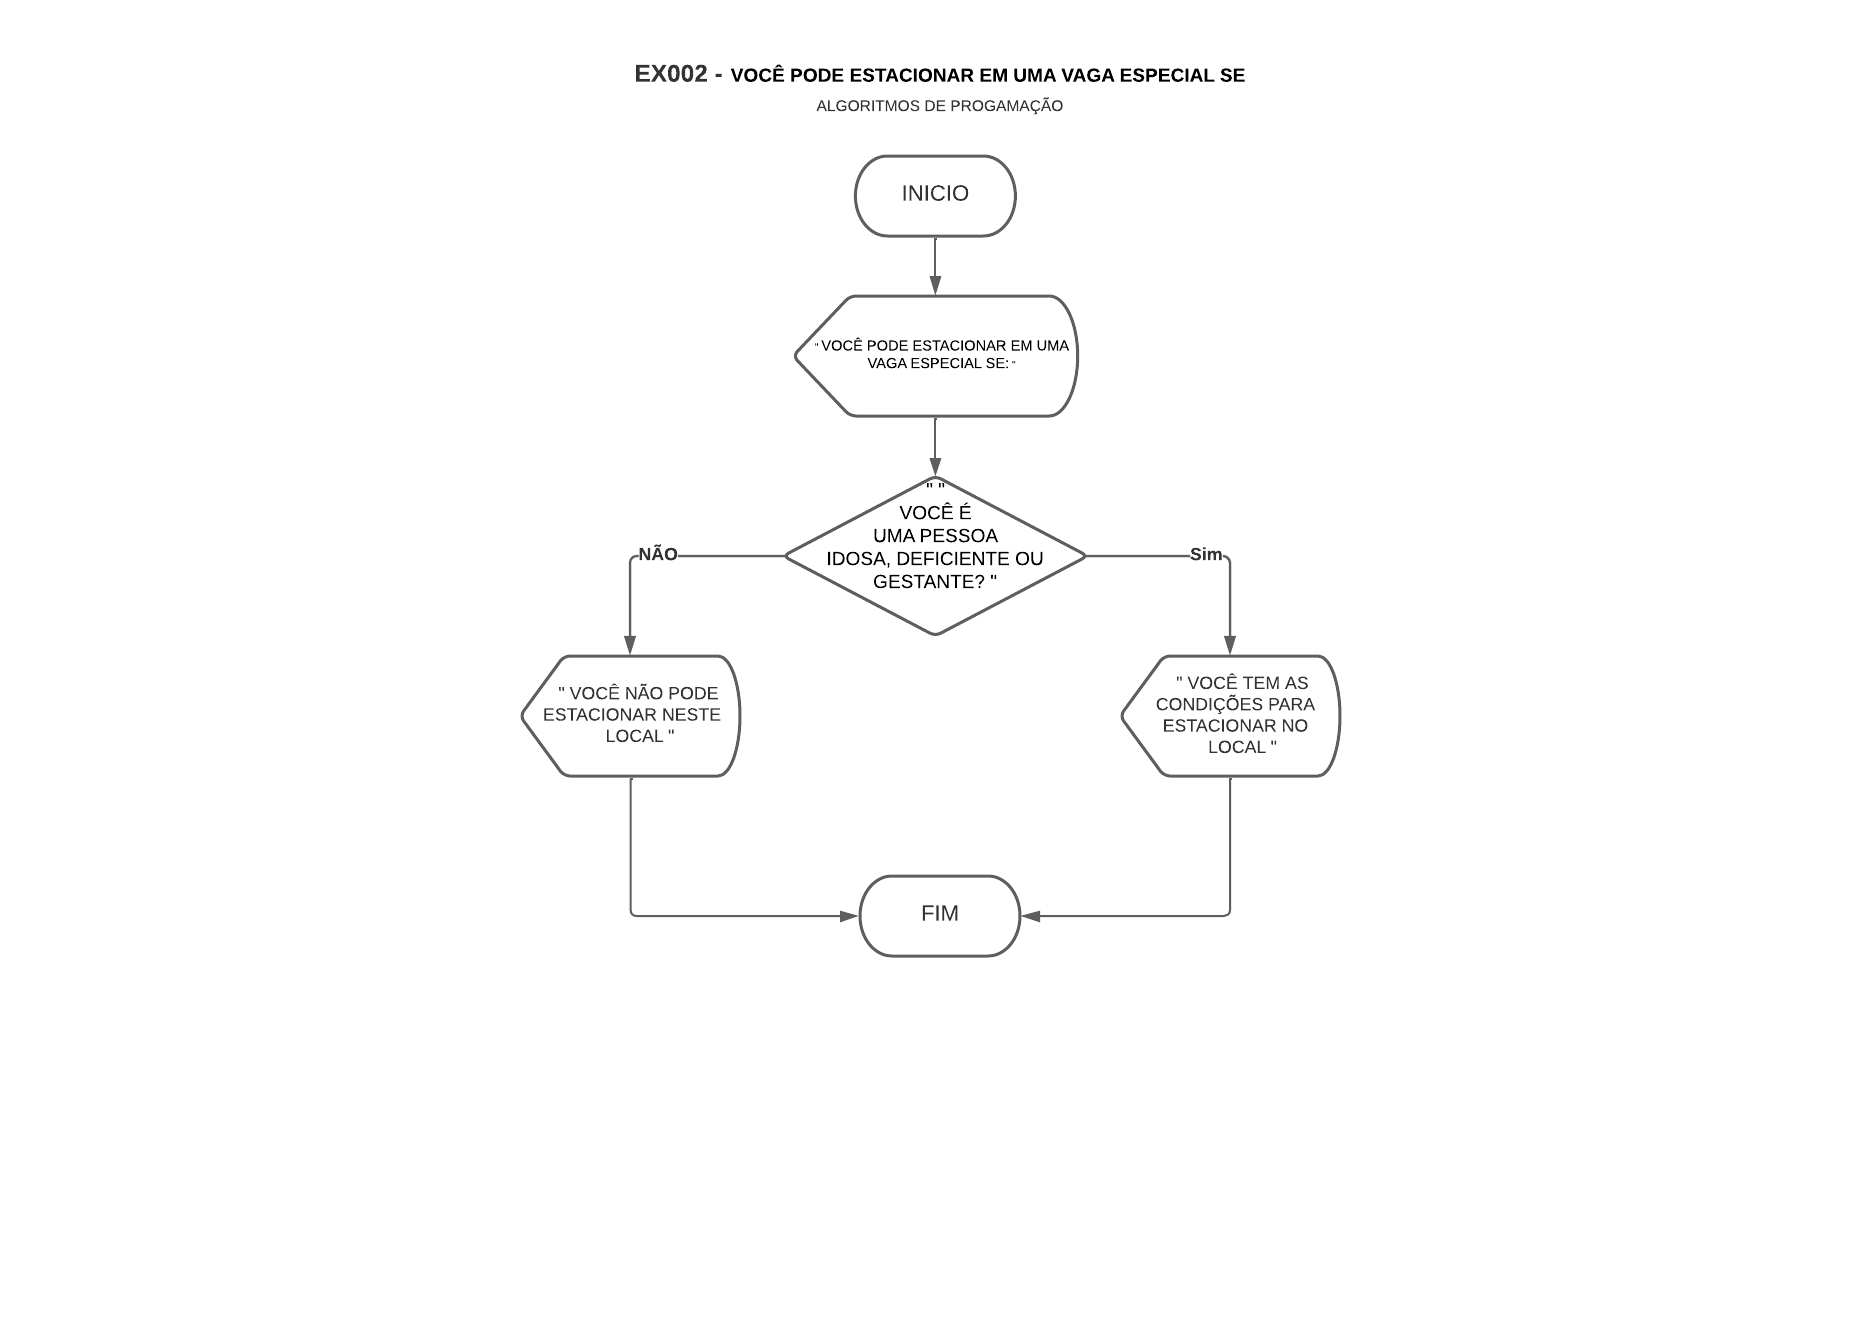 EX002 - VOCÊ PODE ESTACIONAR EM UMA VAGA ESPECIAL SE
ALGORITMOS DE PROGAMAÇÃO
INICIO
" VOCÊ PODE ESTACIONAR EM UMA
VAGA ESPECIAL SE: "
" "
VOCÊ É
UMA PESSOA
IDOSA, DEFICIENTE OU
GESTANTE? "
NÃO
Sim
" VOCÊ NÃO PODE
ESTACIONAR NESTE
LOCAL "
" VOCÊ TEM AS
CONDIÇÕES PARA
ESTACIONAR NO
LOCAL "
FIM